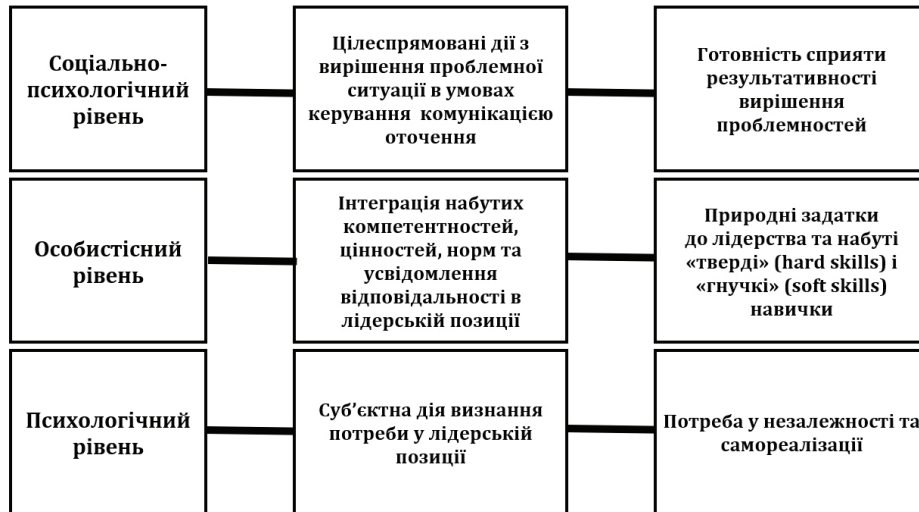 Соціально-
психологічний
рівень
Цілеспрямовані дії з
вирішення проблемної
ситуації в умовах
керування комунікацією
оточення
Готовність сприяти
результативності
вирішення
проблемностей
Особистісний
рівень
Інтеграція набутих
компетентностей,
цінностей, норм та
усвідомлення
відповідальності в
лідерській позиції
Природні задатки
до лідерства та набуті
«тверді» (hard skills) і
«гнучкі» (soft skills)
навички
Психологічний
рівень
Суб’єктна дія визнання
потреби у лідерській
позиції
Потреба у незалежності та
самореалізації